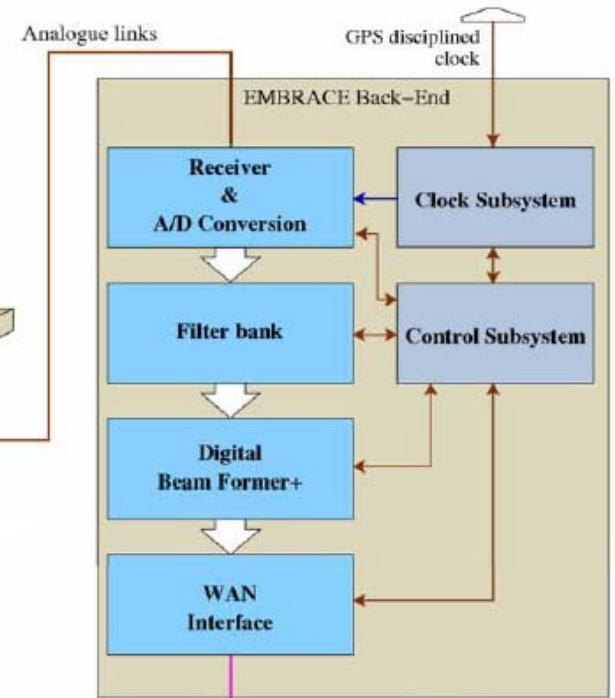 Analogue links
GPS disciplined
clock
EMBRACE Back−End
Receiver
&
A/D Conversion
Clock Subsystem
Filter bank
Control Subsystem
Digital
Beam Former+
WAN
Interface